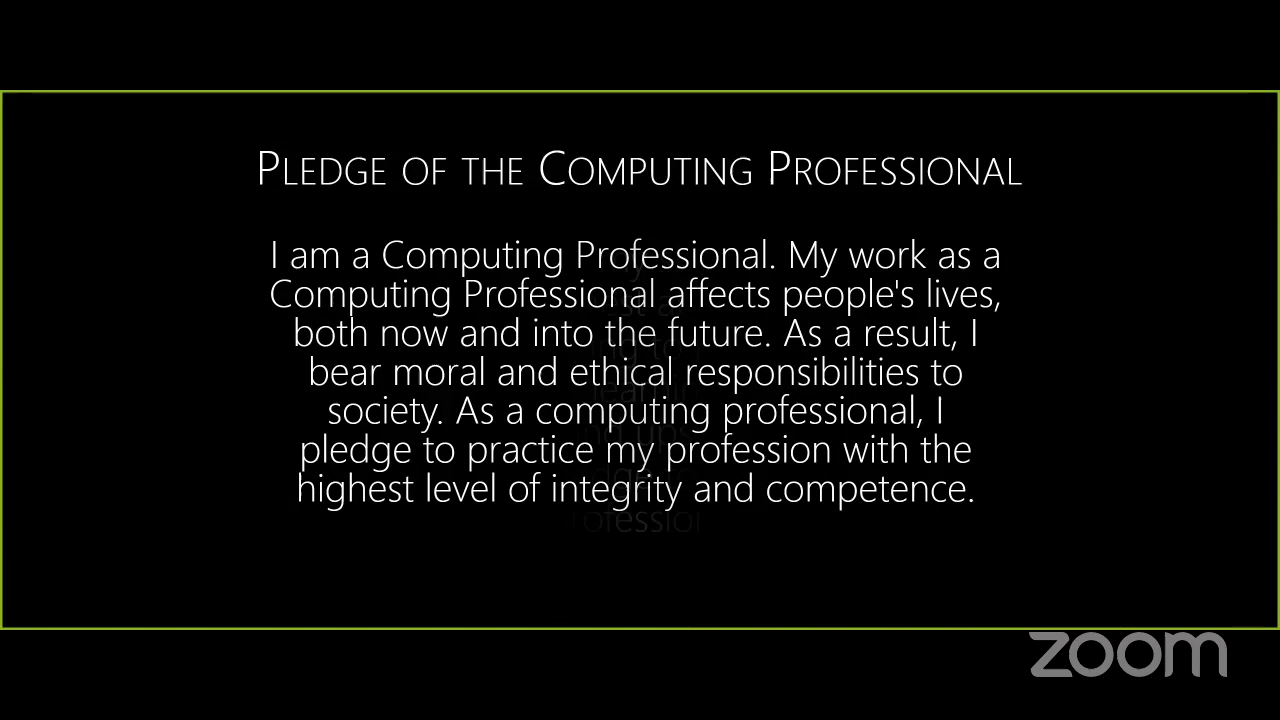 PLEDGE OF THE COMPUTING PROFESSIONAL
I am a Computing Professional. My work as a
Computing Professional affects people's lives,
both now and into the future. As a result, I
bear moral and ethical responsibilities to
society. As a computing professional, I
pledge to practice my profession with the
highest level of integrity and competence.
zoom